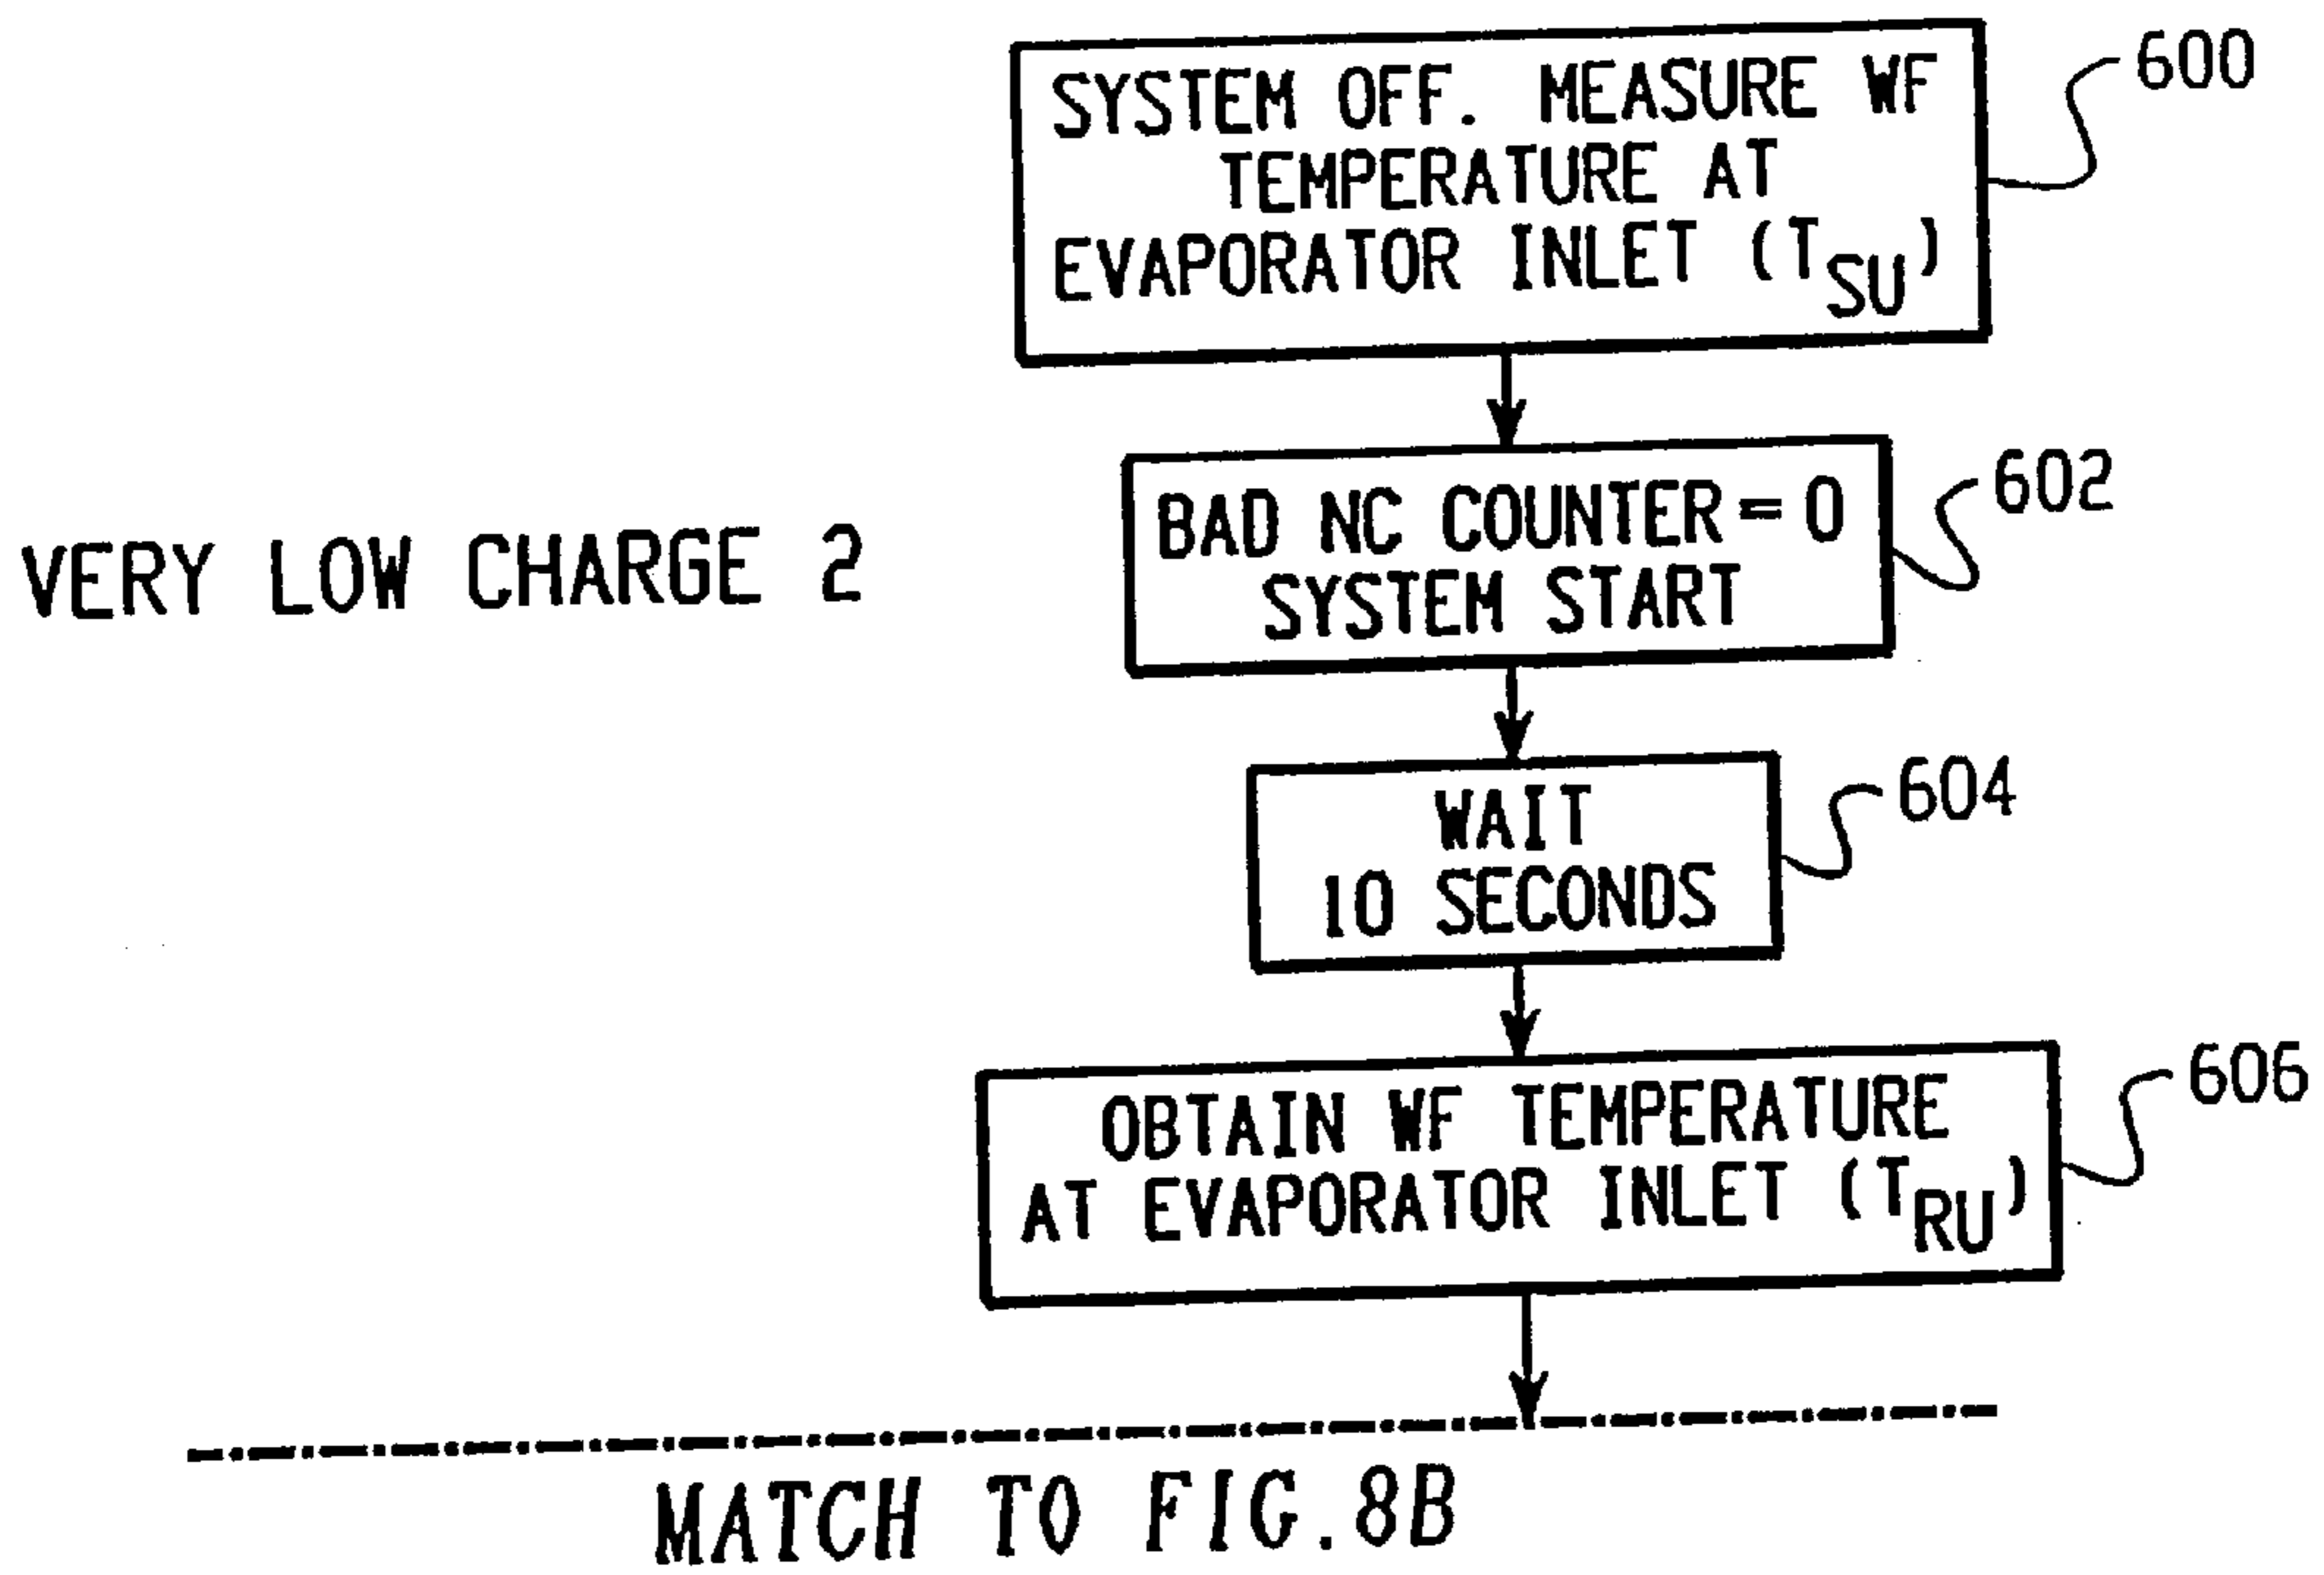 SYSTEM OFF. MEASURE WF
TEMPERATURE AT
EVAPORATOR INLET (TSU)
600
BAD NC COUNTER = 0
SYSTEM START
602
VERY LOW CHARGE 2
WAIT
10 SECONDS
604
OBTAIN WF TEMPERATURE
AT EVAPORATOR INLET (TRU)
606
MATCH TO FIG.8B